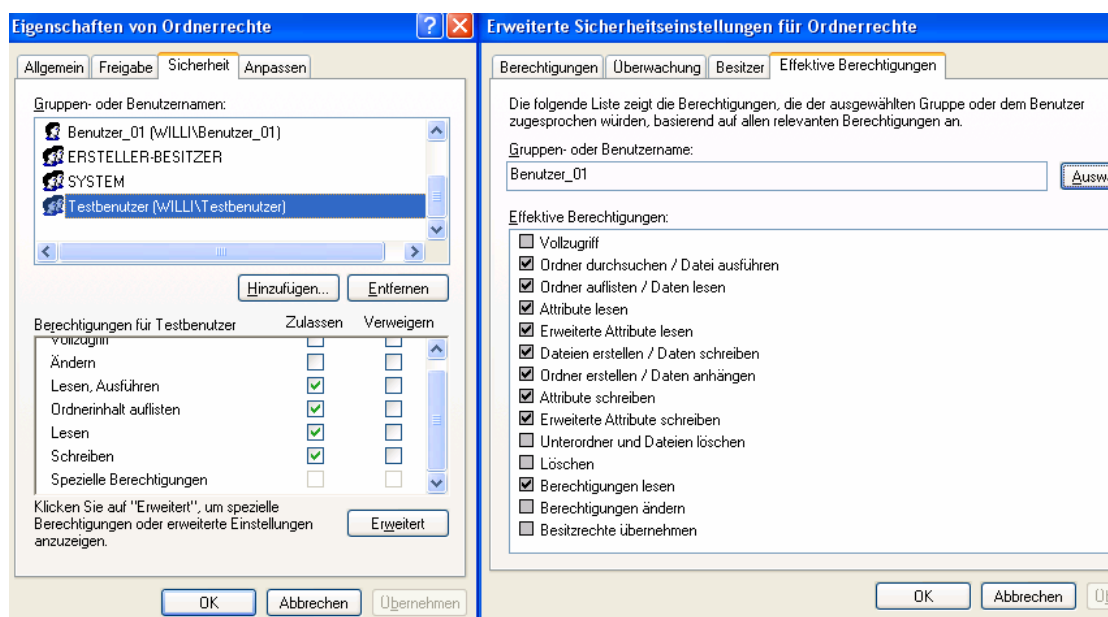 Eigenschaften von Ordnerrechte
Allgemein Freigabe Sicherheit Anpassen
Gruppen- oder Benutzernamen:
Benutzer_01 (WILLI\Benutzer_01)
ERSTELLER-BESITZER
SYSTEM
Testbenutzer (WILLI\Testbenutzer)
Hinzufügen... Entfernen
Berechtigungen für Testbenutzer Zulassen Verweigern
Vollzugriff
Ändern
Lesen, Ausführen
Ordnerinhalt auflisten
Lesen
Schreiben
Spezielle Berechtigungen
Klicken Sie auf "Erweitert", um spezielle
Berechtigungen oder erweiterte Einstellungen
anzuzeigen.
Erweitert
OK Abbrechen Übernehmen
Erweiterte Sicherheitseinstellungen für Ordnerrechte
Berechtigungen Überwachung Besitzer Effektive Berechtigungen
Die folgende Liste zeigt die Berechtigungen, die der ausgewählten Gruppe oder dem Benutzer
zugesprochen würden, basierend auf allen relevanten Berechtigungen an.
Gruppen- oder Benutzername:
Benutzer_01
Ausw
Effektive Berechtigungen:
Vollzugriff
Ordner durchsuchen / Datei ausführen
Ordner auflisten / Daten lesen
Attribute lesen
Erweiterte Attribute lesen
Dateien erstellen / Daten schreiben
Ordner erstellen / Daten anhängen
Attribute schreiben
Erweiterte Attribute schreiben
Unterordner und Dateien löschen
Löschen
Berechtigungen lesen
Berechtigungen ändern
Besitzrechte übernehmen
OK Abbrechen